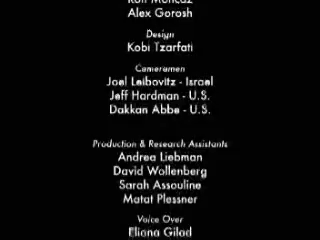 Alex Gorosh
Design
Kobi Tzarfati
Cameramen
Joel Leibovitz - Israel
Jeff Hardman - U.S.
Dakkan Abbe - U.S.
Production & Research Assistants
Andrea Liebman
David Wollenberg
Sarah Assouline
Matat Plessner
Voice Over
Eliana Gilad